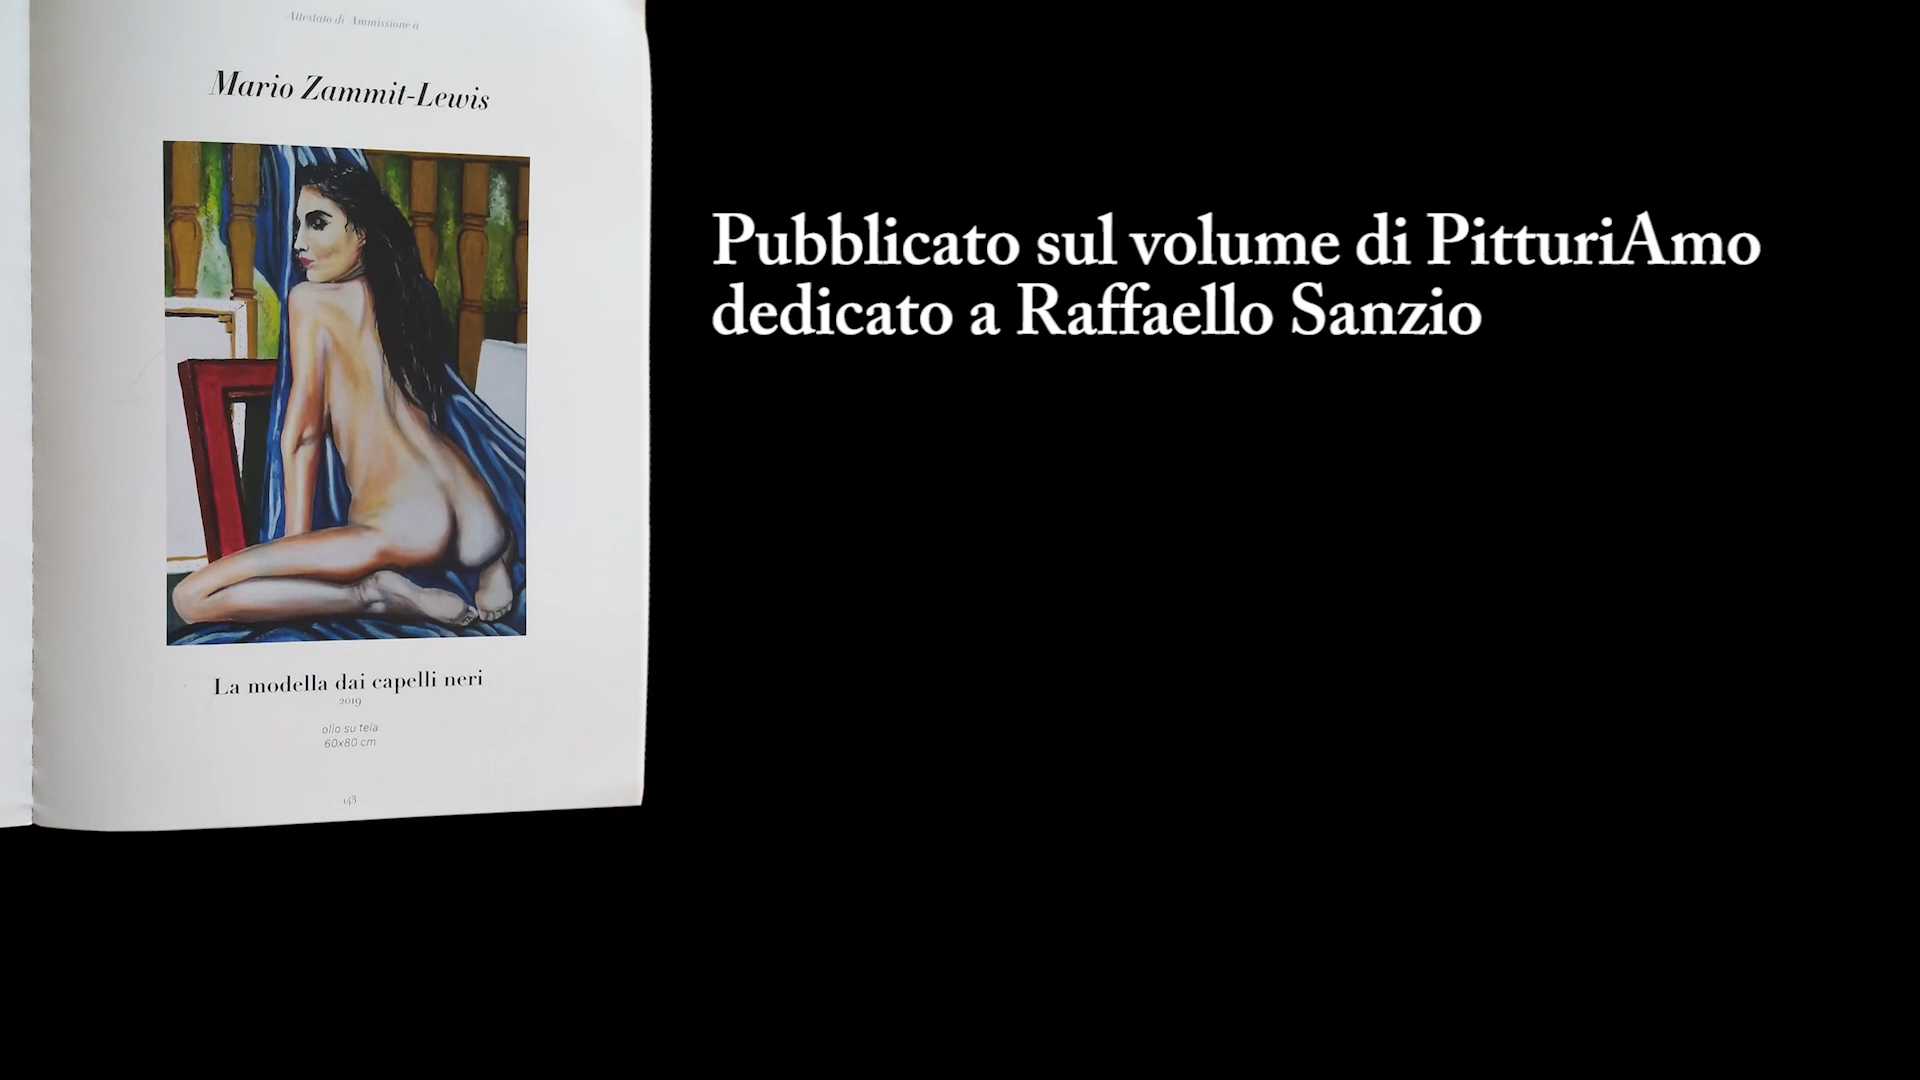 Attestato di Ammissione a
Mario Zammit-Lewis
La modella dai capelli neri
2019
olio su tela
60x80 cm
143
Pubblicato sul volume di PitturiAmo
dedicato a Raffaello Sanzio